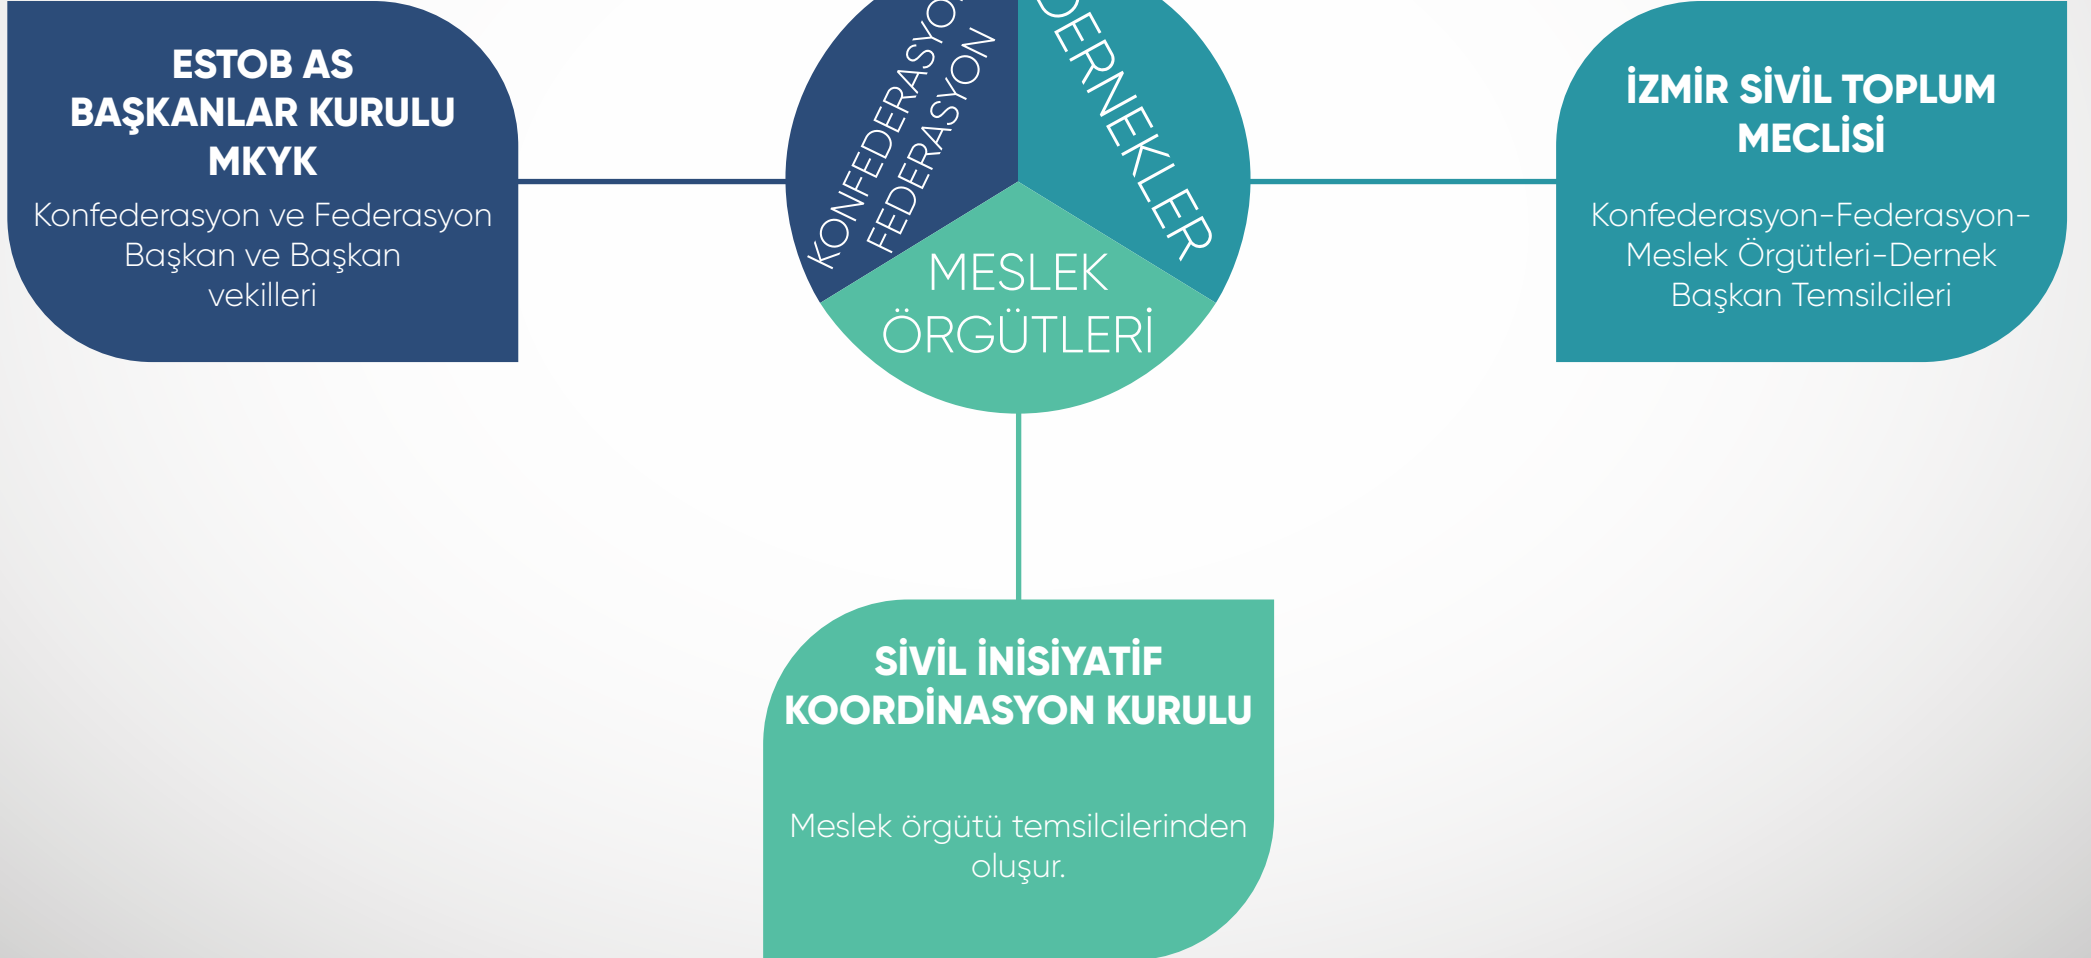 ESTOB AS
BAŞKANLAR KURULU
MKYK
Konfederasyon ve Federasyon
Başkan ve Başkan
vekilleri
KONFEDERASYON
FEDERASYON
DERNEKLER
MESLEK
ÖRGÜTLERİ
İZMİR SİVİL TOPLUM
MECLİSİ
Konfederasyon-Federasyon-
Meslek Örgütleri-Dernek
Başkan Temsilcileri
SİVİL İNİSİYATİF
KOORDİNASYON KURULU
Meslek örgütü temsilcilerinden
oluşur.